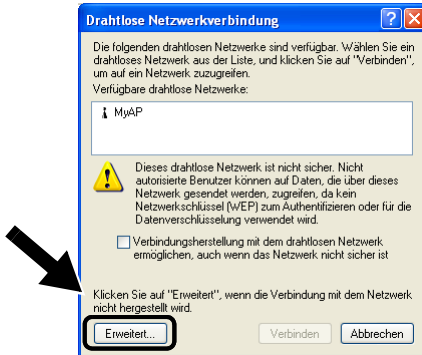 Drahtlose Netzwerkverbindung
Die folgenden drahtlosen Netzwerke sind verfügbar. Wählen Sie ein
drahtloses Netzwerk aus der Liste, und klicken Sie auf "Verbinden",
um auf ein Netzwerk zuzugreifen.
Verfügbare drahtlose Netzwerke:
MyAP
Dieses drahtlose Netzwerk ist nicht sicher. Nicht
autorisierte Benutzer können auf Daten, die über dieses
Netzwerk gesendet werden, zugreifen, da kein
Netzwerkschlüssel (WEP) zum Authentifizieren oder für die
Datenverschlüsselung verwendet wird.
Verbindungsherstellung mit dem drahtlosen Netzwerk
ermöglichen, auch wenn das Netzwerk nicht sicher ist
Klicken Sie auf "Erweitert", wenn die Verbindung mit dem Netzwerk
nicht hergestellt wird.
Erweitert... Verbinden Abbrechen